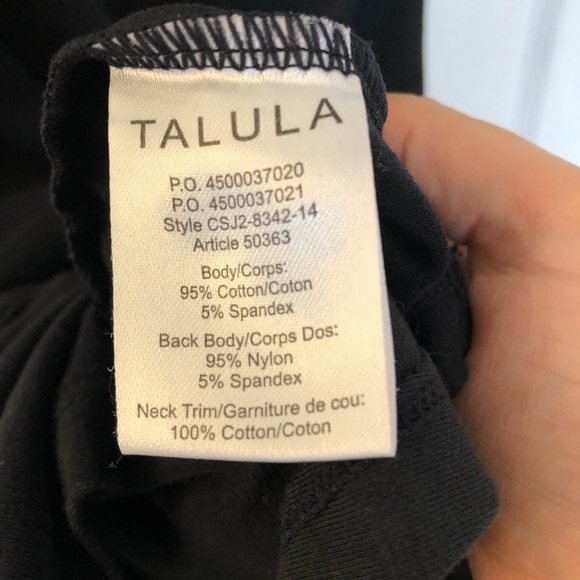 TALULA
P.O. 4500037020
P.O. 4500037021
Style CSJ2-8342-14
Article 50363
Body/Corps:
95% Cotton/Coton
5% Spandex
Back Body/Corps Dos:
95% Nylon
5% Spandex
Neck Trim/Garniture de cou:
100% Cotton/Coton